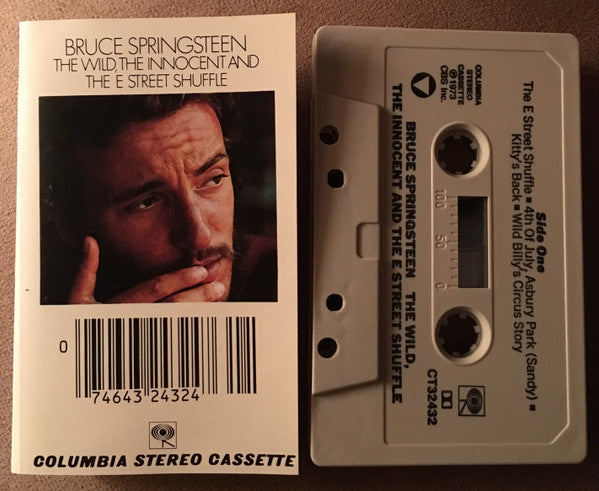 BRUCE SPRINGSTEEN
THE WILD, THE INNOCENT AND
THE E STREET SHUFFLE
0
74643 24324
COLUMBIA STEREO CASSETTE
Side One
The E Street Shuffle ■ 4th Of July, Asbury Park (Sandy) ■
Kitty's Back ■ Wild Billy's Circus Story
COLUMBIA
STEREO
CASSETTE
℗1973
CBS Inc.
100 50 0
CT32432
BRUCE SPRINGSTEEN THE WILD,
THE INNOCENT AND THE E STREET SHUFFLE